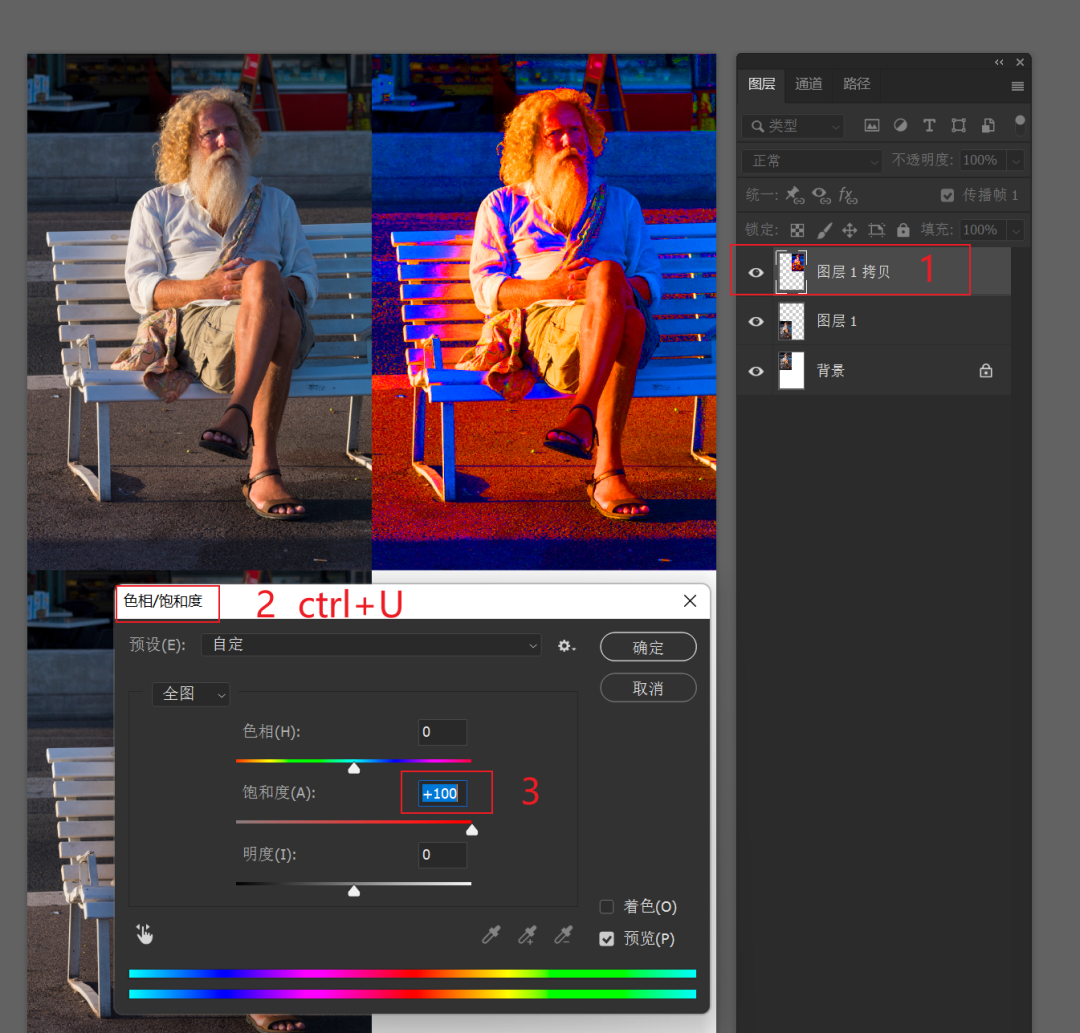 图层 通道 路径
类型
正常 不透明度: 100%
统一: 传播帧 1
锁定: 填充: 100%
图层 1 拷贝 1
图层 1
背景
色相/饱和度 2 ctrl+U
预设(E): 自定 确定
取消
全图
色相(H): 0
饱和度(A): +100 3
明度(I): 0
着色(O)
预览(P)